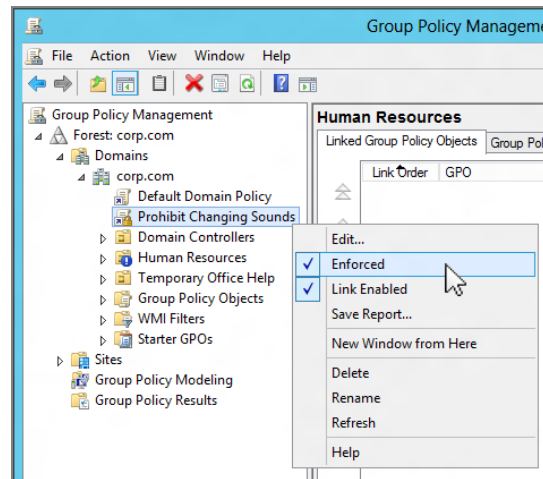 Group Policy Manageme
File Action View Window Help
Group Policy Management
Forest: corp.com
Domains
corp.com
Default Domain Policy
Prohibit Changing Sounds
Domain Controllers
Human Resources
Temporary Office Help
Group Policy Objects
WMI Filters
Starter GPOs
Sites
Group Policy Modeling
Group Policy Results
Human Resources
Linked Group Policy Objects Group Pol
Link Order GPO
Edit...
Enforced
Link Enabled
Save Report...
New Window from Here
Delete
Rename
Refresh
Help